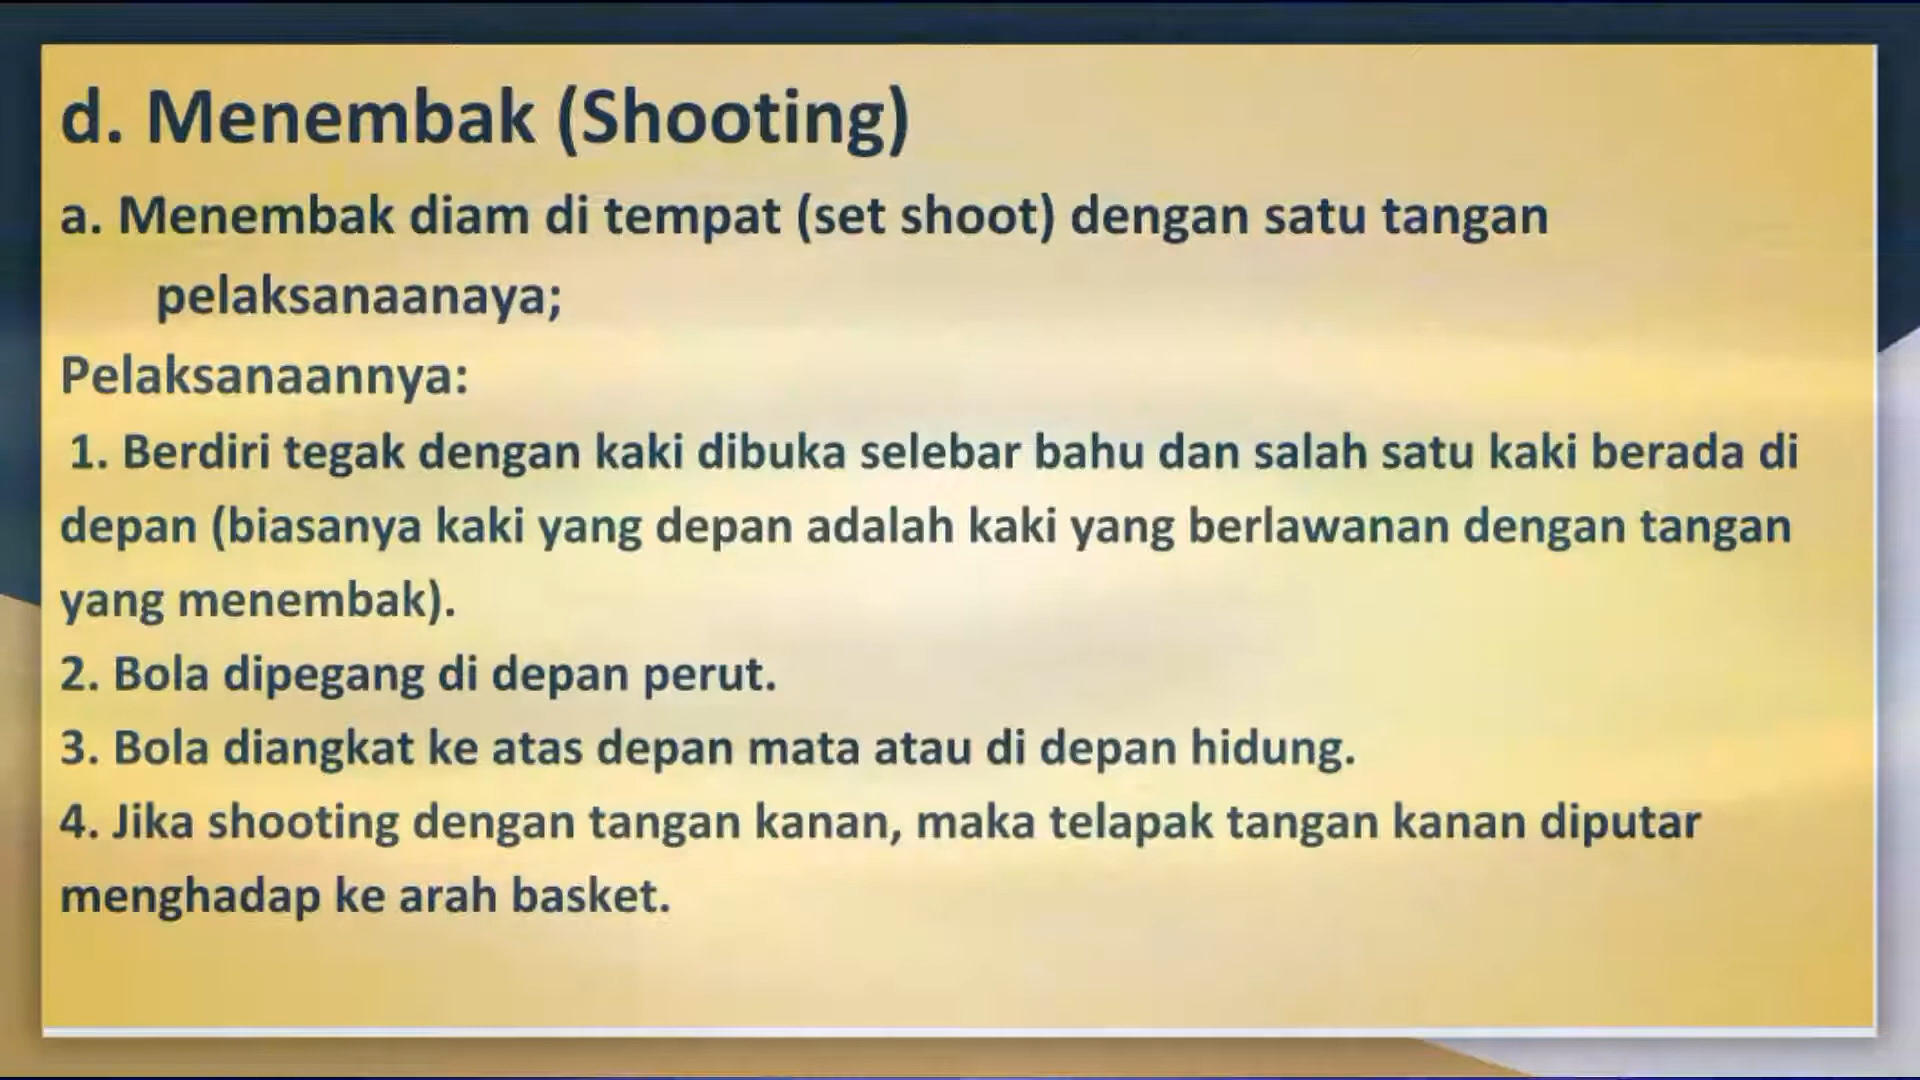 d. Menembak (Shooting)
a. Menembak diam di tempat (set shoot) dengan satu tangan
pelaksanaanaya;
Pelaksanaannya:
1. Berdiri tegak dengan kaki dibuka selebar bahu dan salah satu kaki berada di
depan (biasanya kaki yang depan adalah kaki yang berlawanan dengan tangan
yang menembak).
2. Bola dipegang di depan perut.
3. Bola diangkat ke atas depan mata atau di depan hidung.
4. Jika shooting dengan tangan kanan, maka telapak tangan kanan diputar
menghadap ke arah basket.